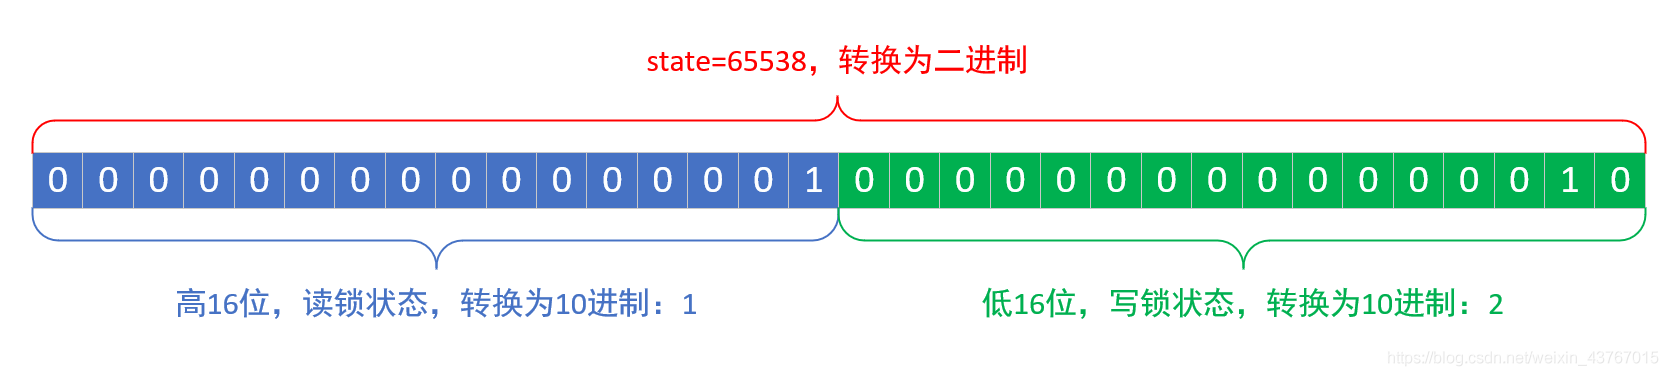 state=65538，转换为二进制
0 0 0 0 0 0 0 0 0 0 0 0 0 0 0 1 0 0 0 0 0 0 0 0 0 0 0 0 0 0 1 0
高16位，读锁状态，转换为10进制：1
低16位，写锁状态，转换为10进制：2
https://blog.csdn.net/weixin_43767015